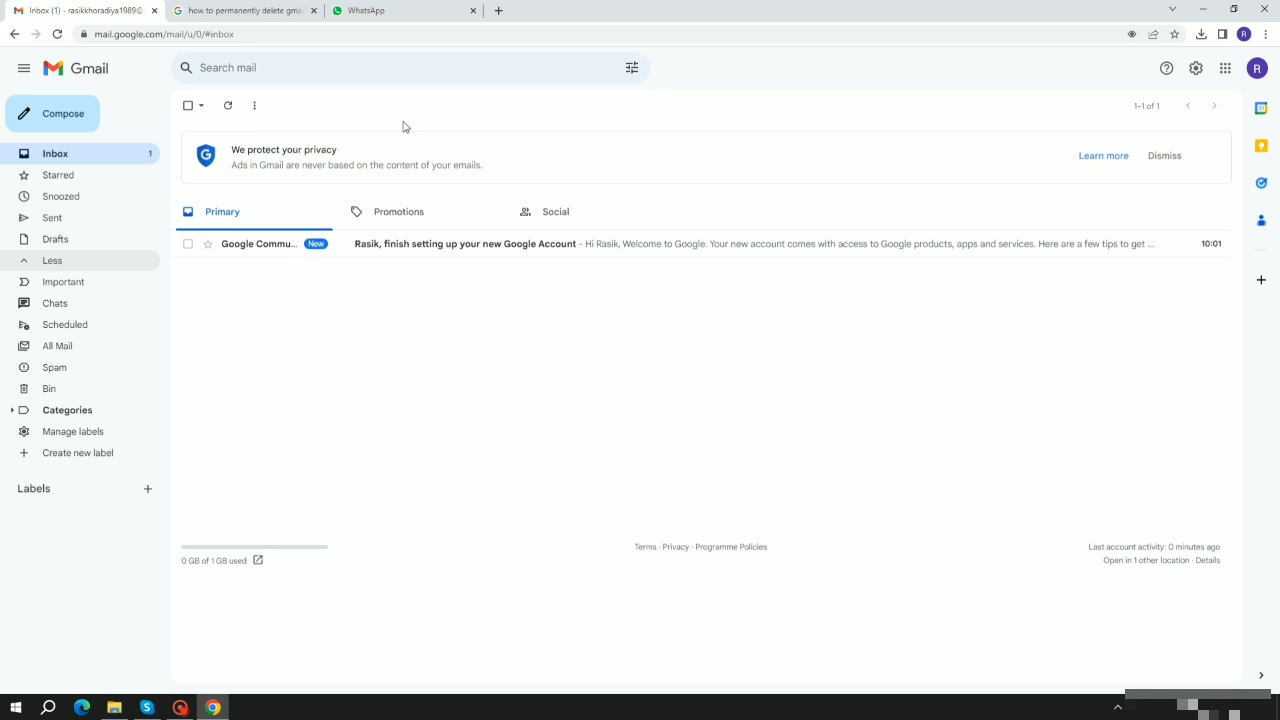 Inbox (1) - rasikkhoradiya1989@
how to permanently delete gmai
WhatsApp
mail.google.com/mail/u/0/#inbox
R
Gmail
Search mail
R
Compose
1–1 of 1
We protect your privacy
Ads in Gmail are never based on the content of your emails.
Learn more
Dismiss
Inbox 1
Starred
Snoozed
Sent
Drafts
Less
Important
Chats
Scheduled
All Mail
Spam
Bin
Categories
Manage labels
Create new label
Labels
Primary
Promotions
Social
Google Commu... New Rasik, finish setting up your new Google Account - Hi Rasik, Welcome to Google. Your new account comes with access to Google products, apps and services. Here are a few tips to get ... 10:01
0 GB of 1 GB used
Terms · Privacy · Programme Policies
Last account activity: 0 minutes ago
Open in 1 other location · Details